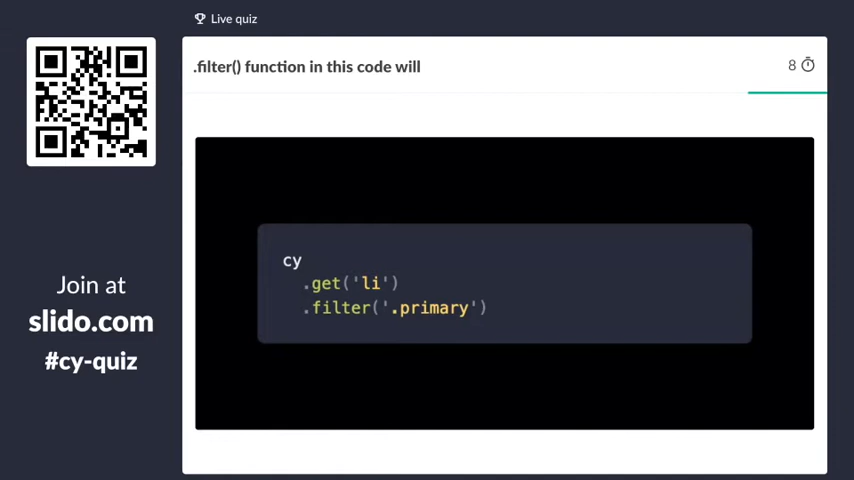 Live quiz
.filter() function in this code will
8
cy
.get('li')
.filter('.primary')
Join at
slido.com
#cy-quiz